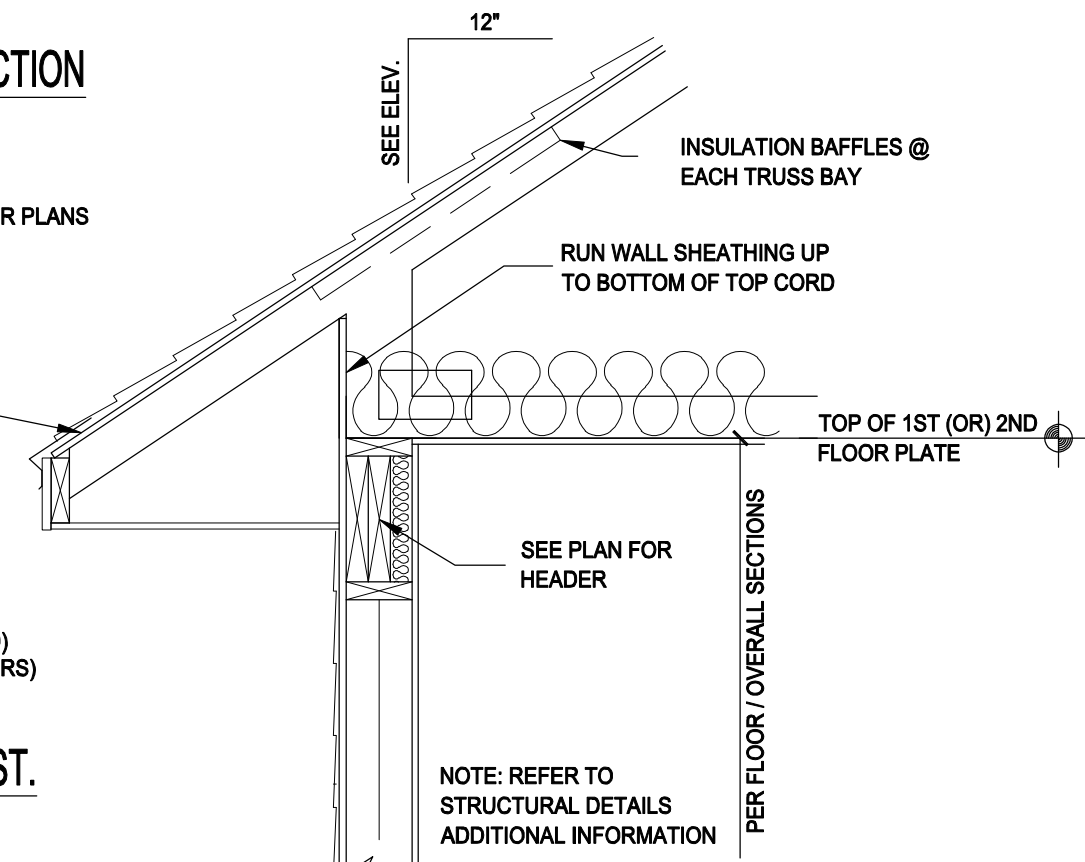 CTION
12"
SEE ELEV.
INSULATION BAFFLES @
EACH TRUSS BAY
R PLANS
RUN WALL SHEATHING UP
TO BOTTOM OF TOP CORD
TOP OF 1ST (OR) 2ND
FLOOR PLATE
SEE PLAN FOR
HEADER
PER FLOOR / OVERALL SECTIONS
)
RS)
ST.
NOTE: REFER TO
STRUCTURAL DETAILS
ADDITIONAL INFORMATION